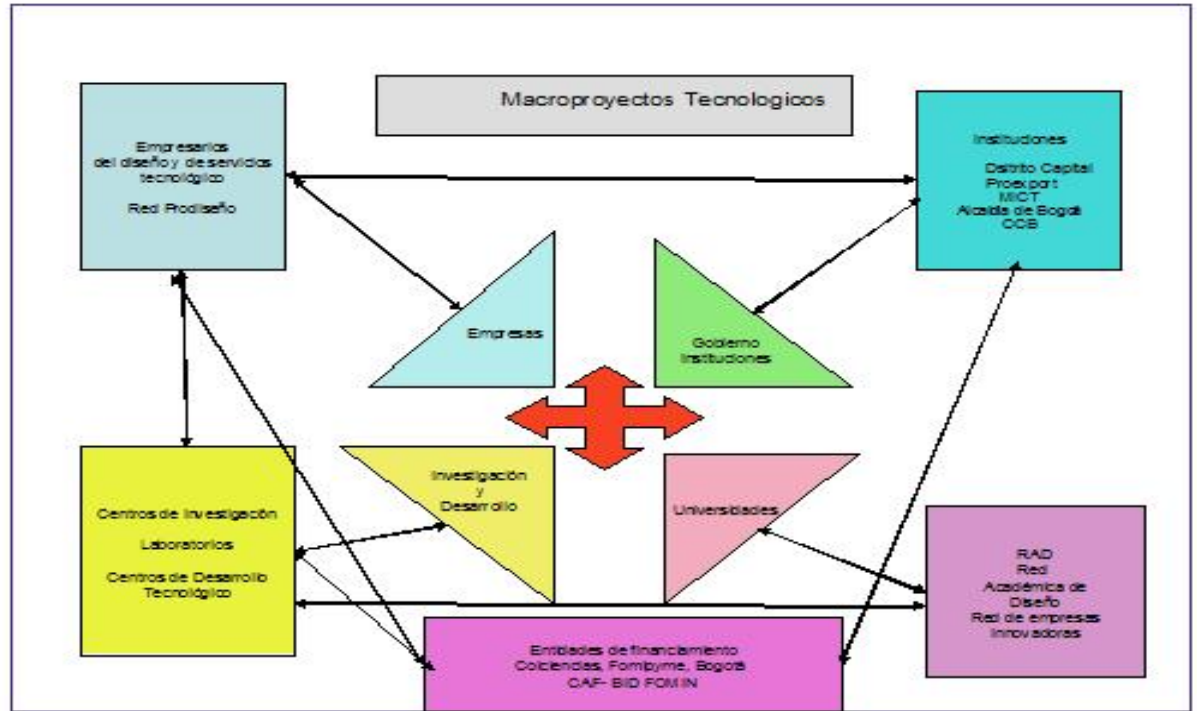 Macroproyectos Tecnologicos
Empresarios
del diseño y de servicios
tecnológico
Red Prodiseño
Instituciones
Distrito Capital
Proexport
MICT
Alcaldía de Bogotá
CCB
Empresas
Gobierno
Instituciones
Investigación
y
Desarrollo
Universidades
Centros de Investigación
Laboratorios
Centros de Desarrollo
Tecnológico
RAD
Red
Académica de
Diseño
Red de empresas
Innovadoras
Entidades de financiamiento
Colciencias, Fomipyme, Bogotá
CAF- BID FOMIN